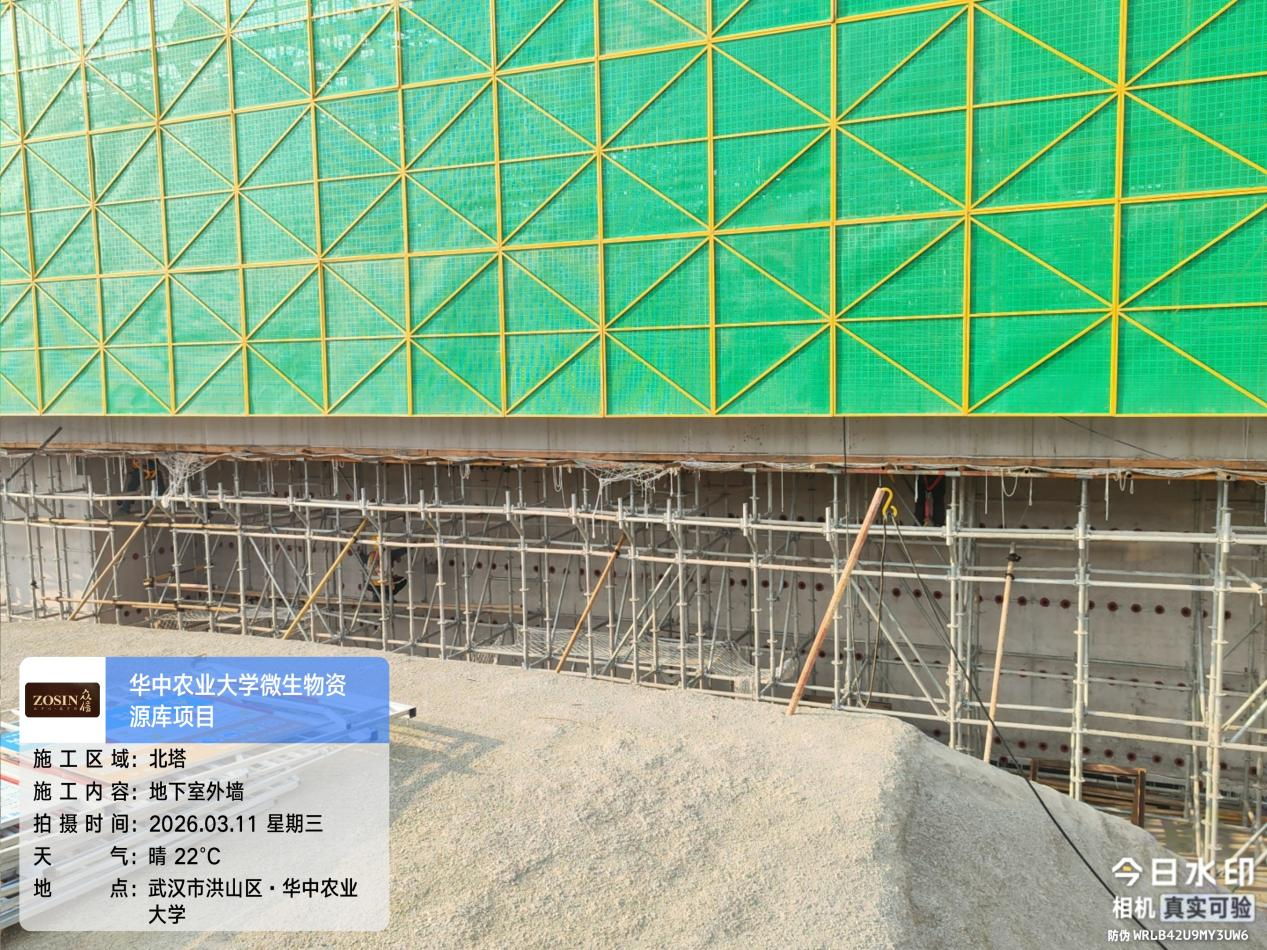 ZOSIN 众信
华中农业大学微生物资
源库项目
施工区域：北塔
施工内容：地下室外墙
拍摄时间：2026.03.11 星期三
天气：晴 22℃
地点：武汉市洪山区·华中农业
大学
今日水印
相机 真实可验
防伪 WRLB42U9MY3UW6